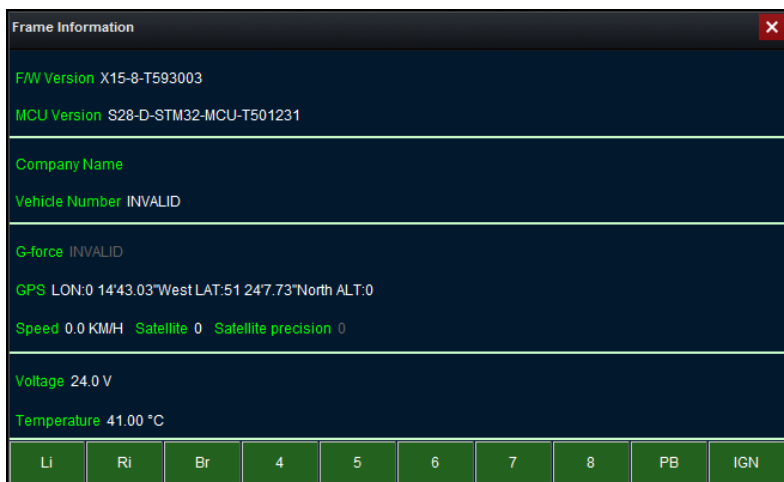 Frame Information
F/W Version X15-8-T593003
MCU Version S28-D-STM32-MCU-T501231
Company Name
Vehicle Number INVALID
G-force INVALID
GPS LON:0 14'43.03"West LAT:51 24'7.73"North ALT:0
Speed 0.0 KM/H Satellite 0 Satellite precision 0
Voltage 24.0 V
Temperature 41.00 °C
Li Ri Br 4 5 6 7 8 PB IGN